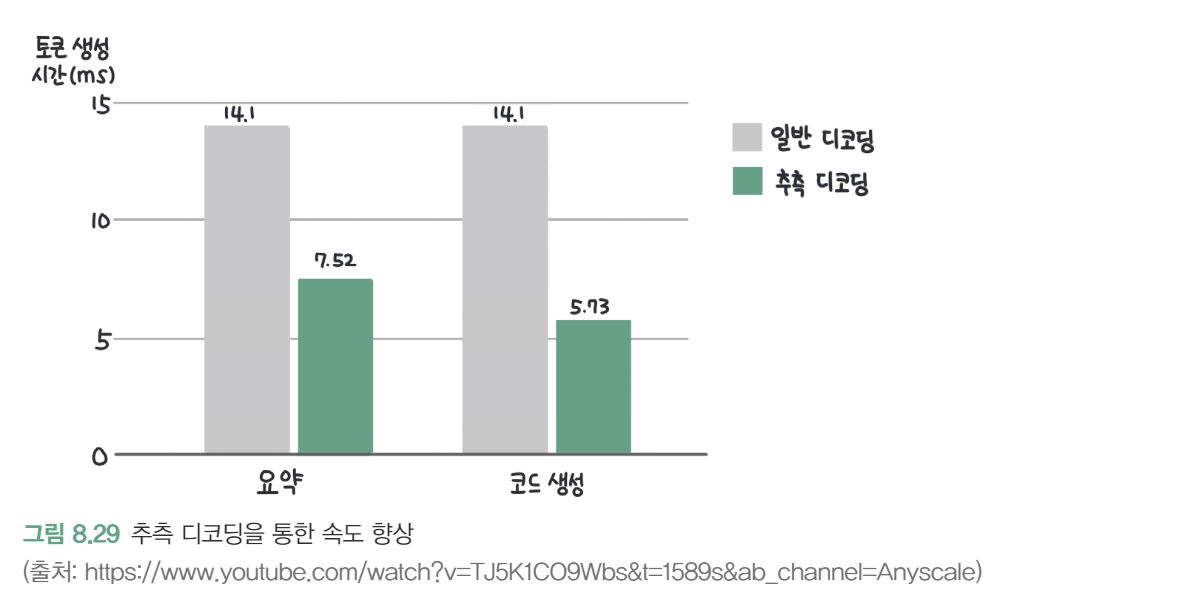 토큰 생성
시간(ms)
15
14.1
14.1
일반 디코딩
추측 디코딩
10
7.52
5.73
5
0
요약
코드 생성
그림 8.29 추측 디코딩을 통한 속도 향상
(출처: https://www.youtube.com/watch?v=TJ5K1CO9Wbs&t=1589s&ab_channel=Anyscale)